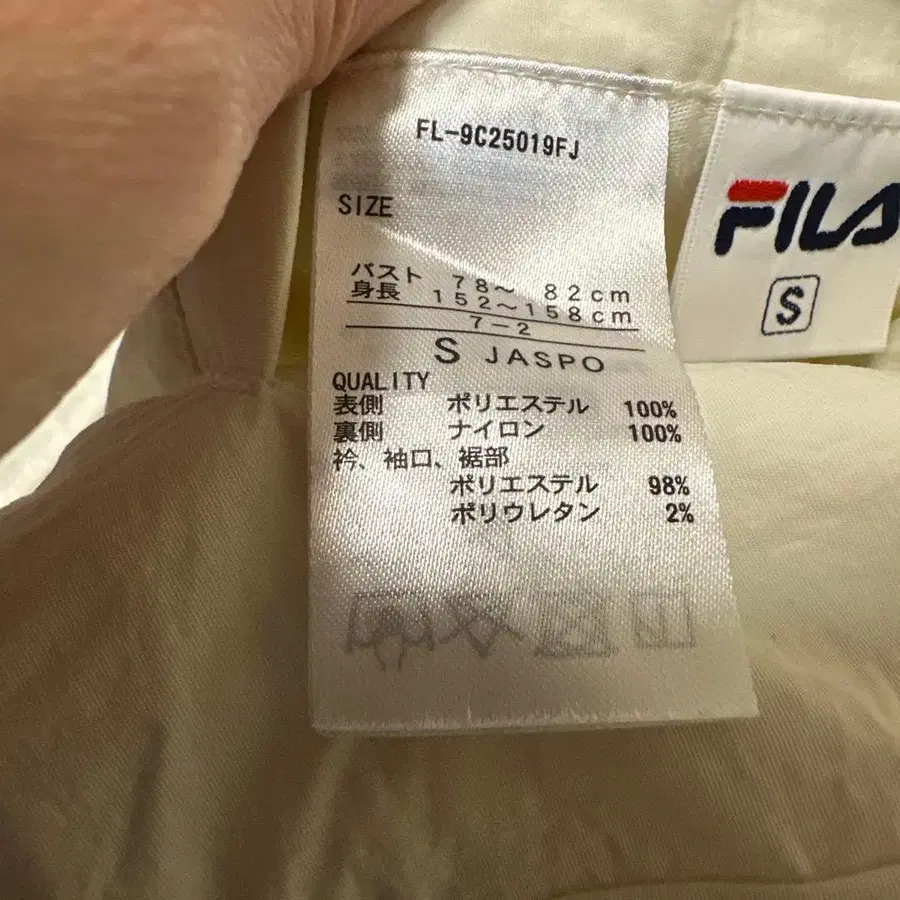 FL-9C25019FJ
SIZE
バスト 78～ 82cm
身長 152～158cm
7-2
S JASPO
QUALITY
表側 ポリエステル 100%
裏側 ナイロン 100%
衿、袖口、裾部
ポリエステル 98%
ポリウレタン 2%
FILA
S